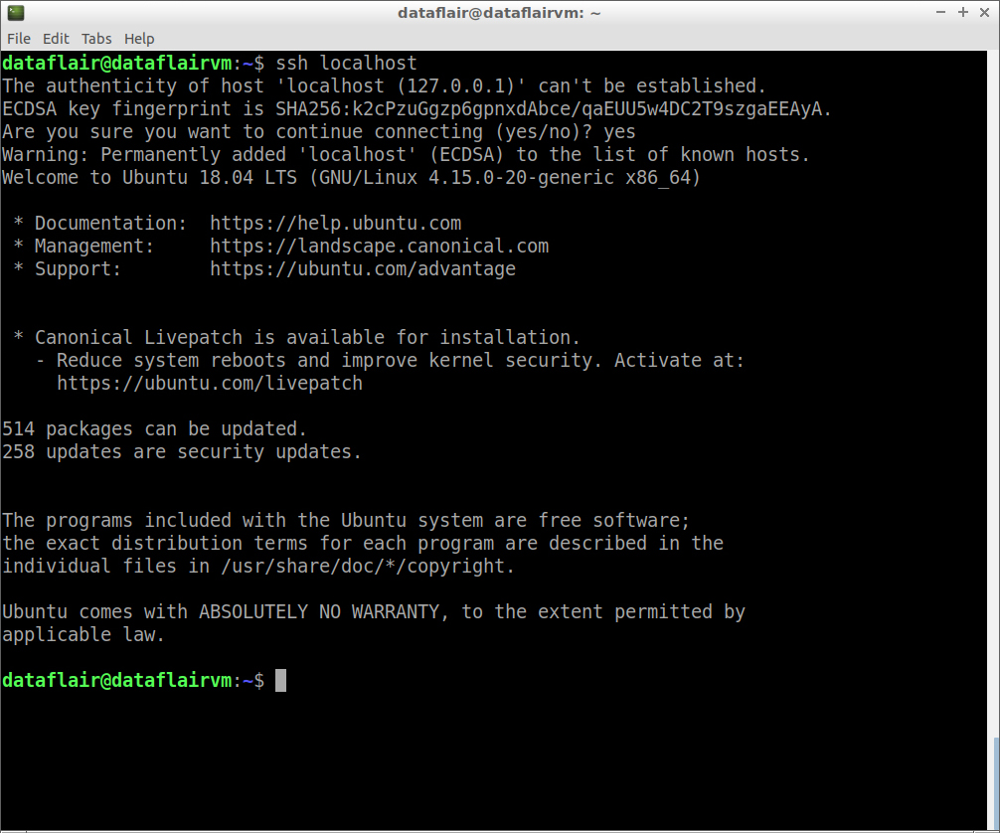 dataflair@dataflairvm: ~
File Edit Tabs Help
dataflair@dataflairvm:~$ ssh localhost
The authenticity of host 'localhost (127.0.0.1)' can't be established.
ECDSA key fingerprint is SHA256:k2cPzuGgzp6gpnxdAbce/qaEUU5w4DC2T9szgaEEAyA.
Are you sure you want to continue connecting (yes/no)? yes
Warning: Permanently added 'localhost' (ECDSA) to the list of known hosts.
Welcome to Ubuntu 18.04 LTS (GNU/Linux 4.15.0-20-generic x86_64)
 * Documentation:  https://help.ubuntu.com
 * Management:     https://landscape.canonical.com
 * Support:        https://ubuntu.com/advantage
 * Canonical Livepatch is available for installation.
   - Reduce system reboots and improve kernel security. Activate at:
     https://ubuntu.com/livepatch
514 packages can be updated.
258 updates are security updates.
The programs included with the Ubuntu system are free software;
the exact distribution terms for each program are described in the
individual files in /usr/share/doc/*/copyright.
Ubuntu comes with ABSOLUTELY NO WARRANTY, to the extent permitted by
applicable law.
dataflair@dataflairvm:~$